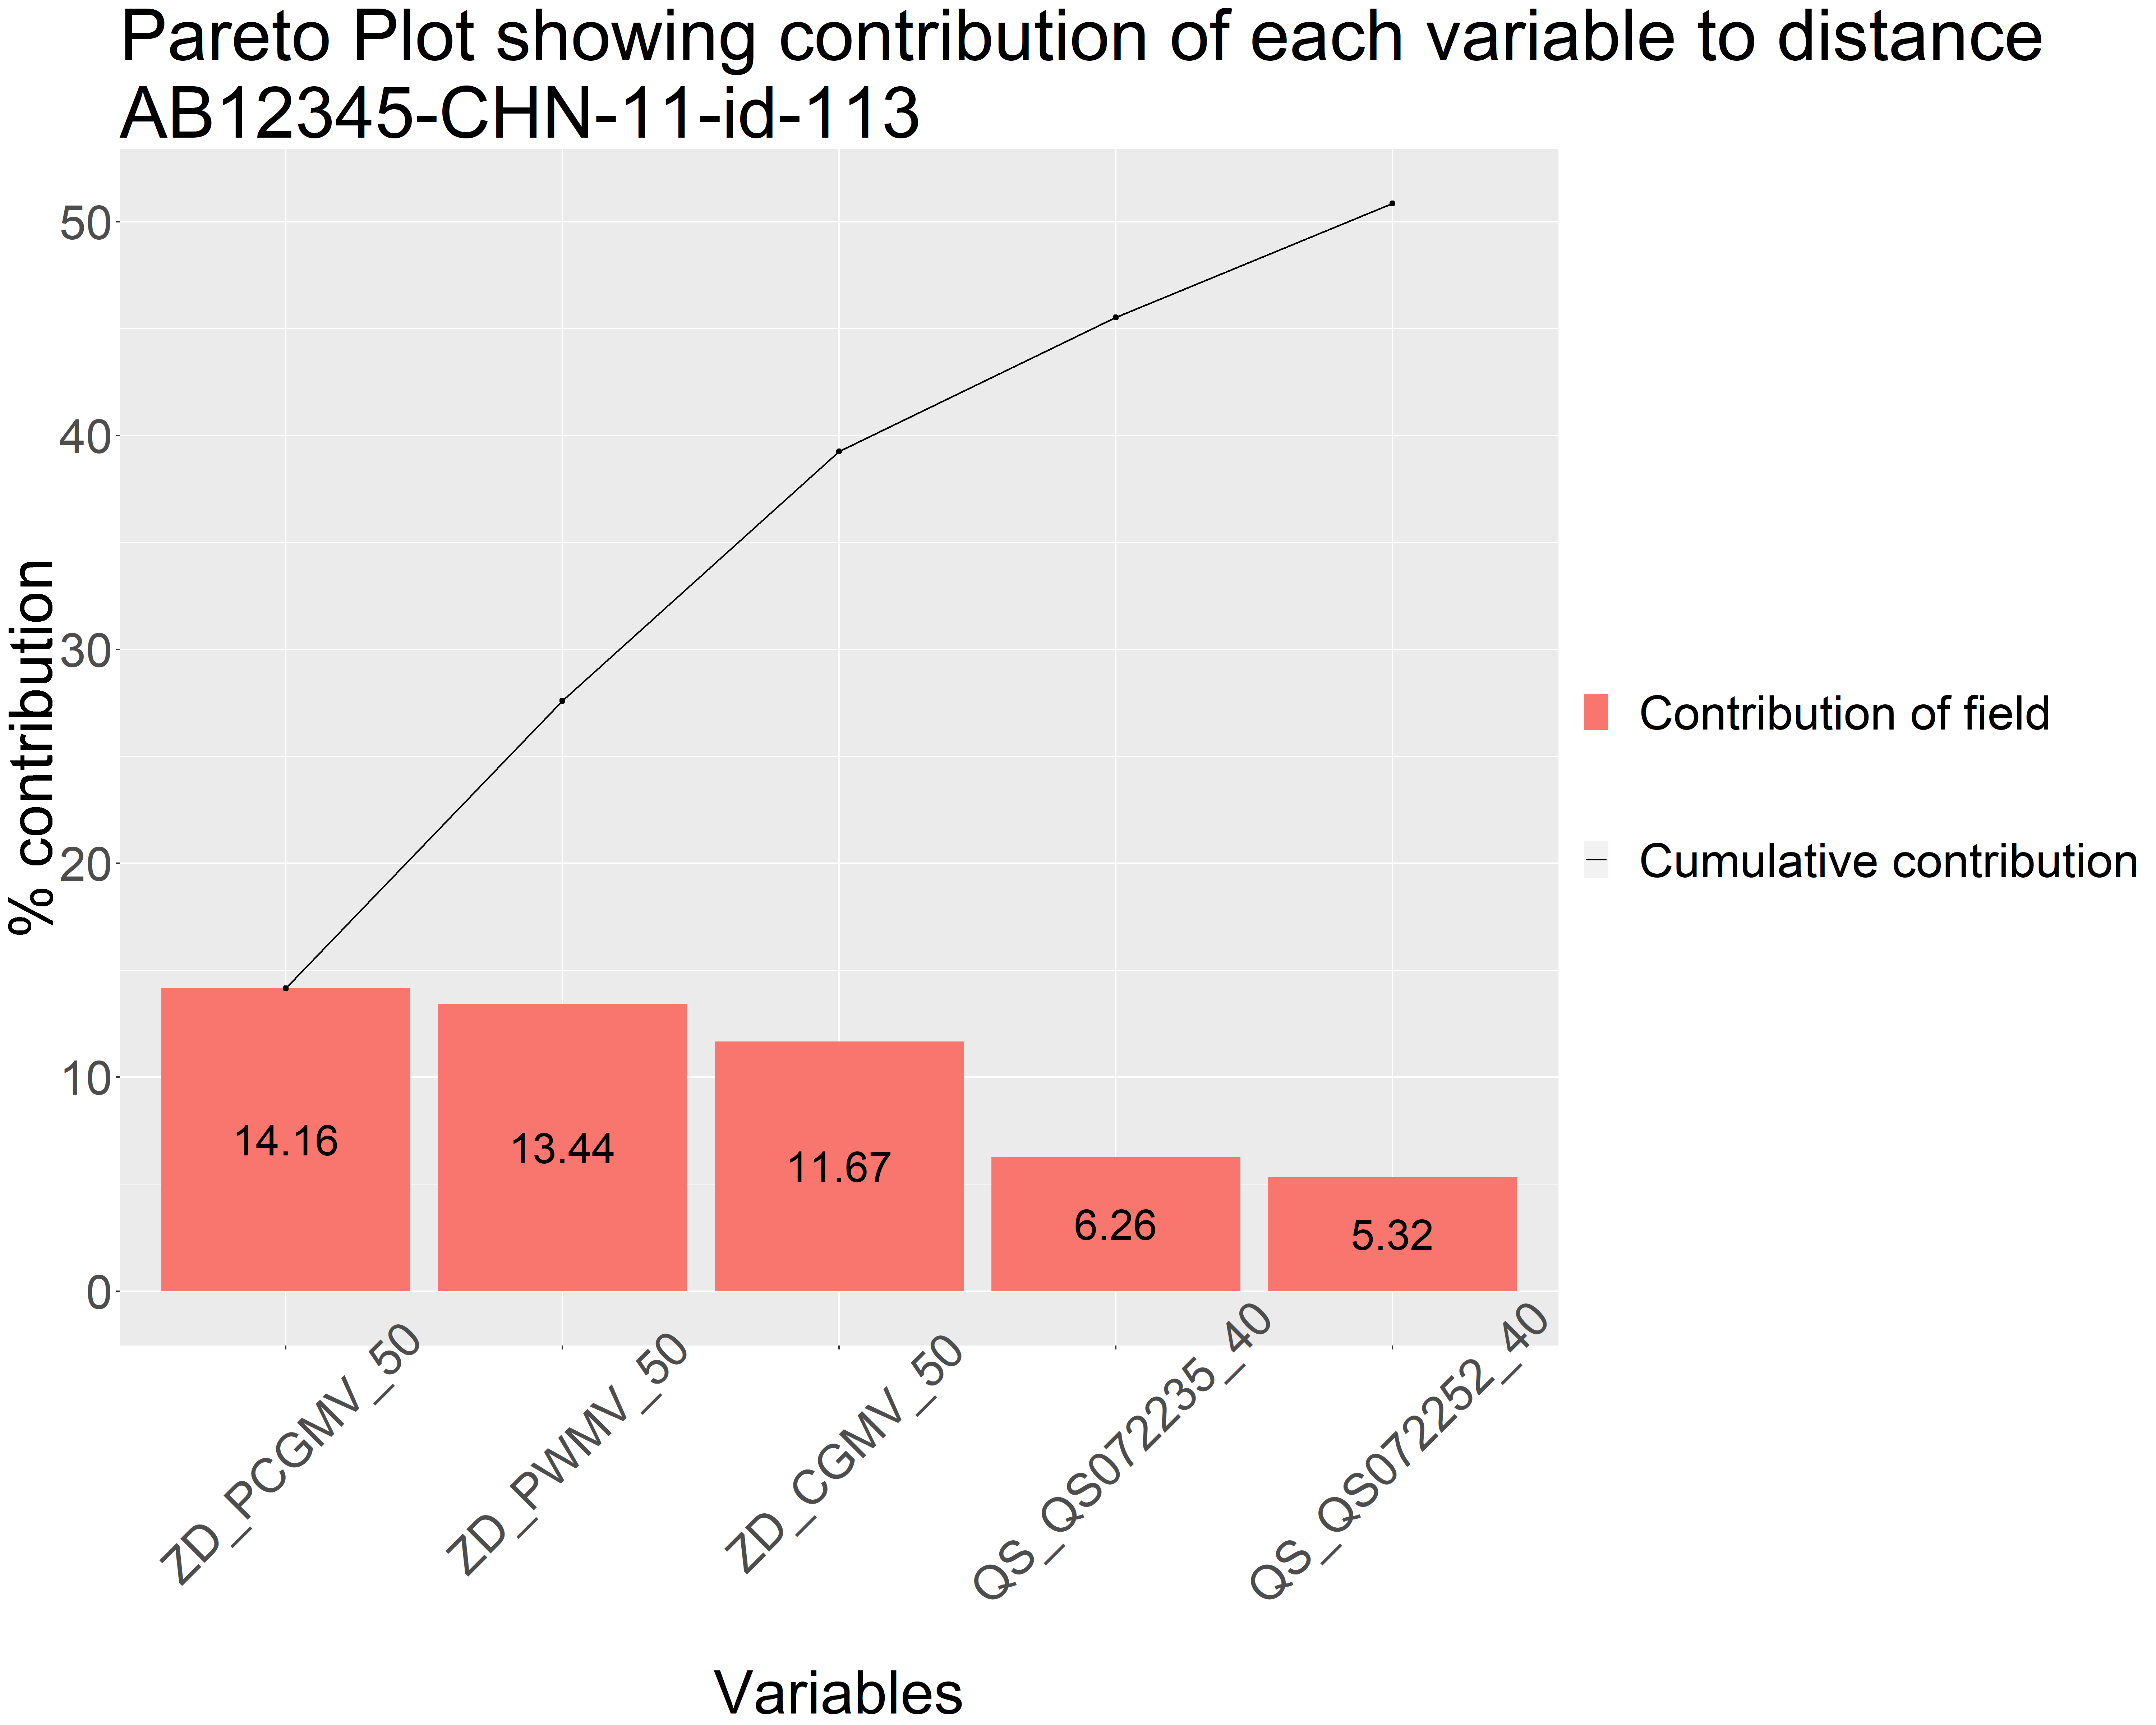 Pareto Plot showing contribution of each variable to distance
AB12345-CHN-11-id-113
% contribution
50
40
30
20
10
0
14.16
13.44
11.67
6.26
5.32
ZD_PCGMV_50
ZD_PWMV_50
ZD_CGMV_50
QS_QS072235_40
QS_QS072252_40
Variables
Contribution of field
Cumulative contribution